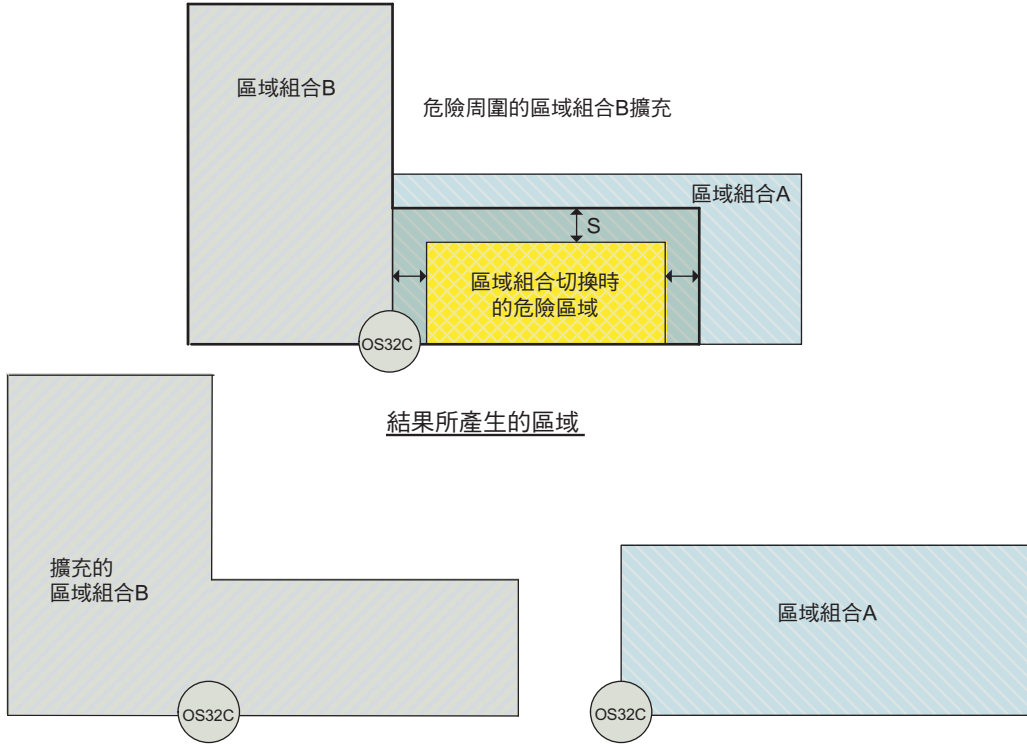 區域組合B
危險周圍的區域組合B擴充
區域組合A
S
區域組合切換時
的危險區域
OS32C
結果所產生的區域
擴充的
區域組合B
OS32C
區域組合A
OS32C